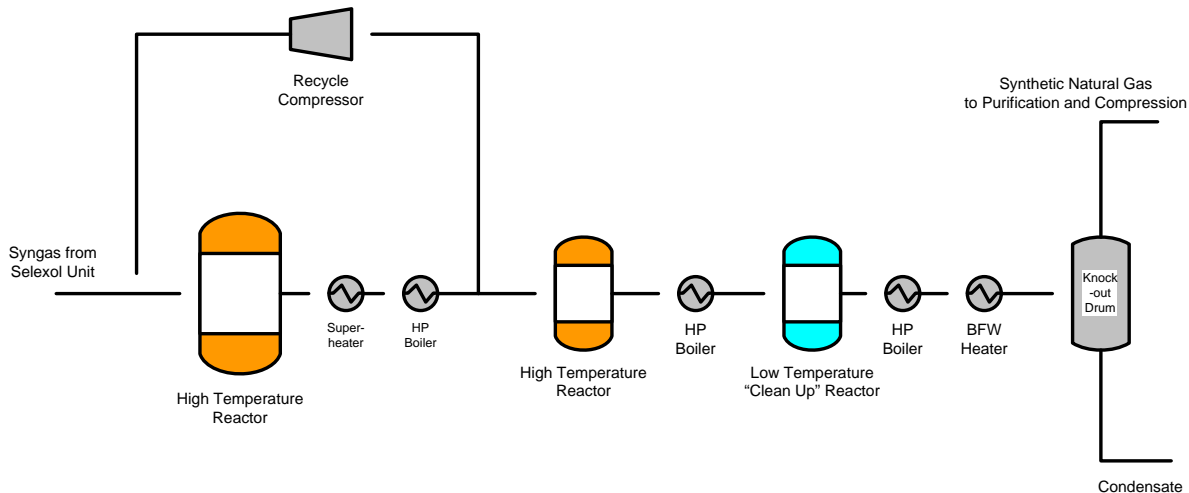 Recycle
Compressor
Synthetic Natural Gas
to Purification and Compression
Syngas from
Selexol Unit
Knock
-out
Drum
Super-
heater
HP
Boiler
HP
Boiler
HP
Boiler
BFW
Heater
High Temperature
Reactor
High Temperature
Reactor
Low Temperature
“Clean Up” Reactor
Condensate